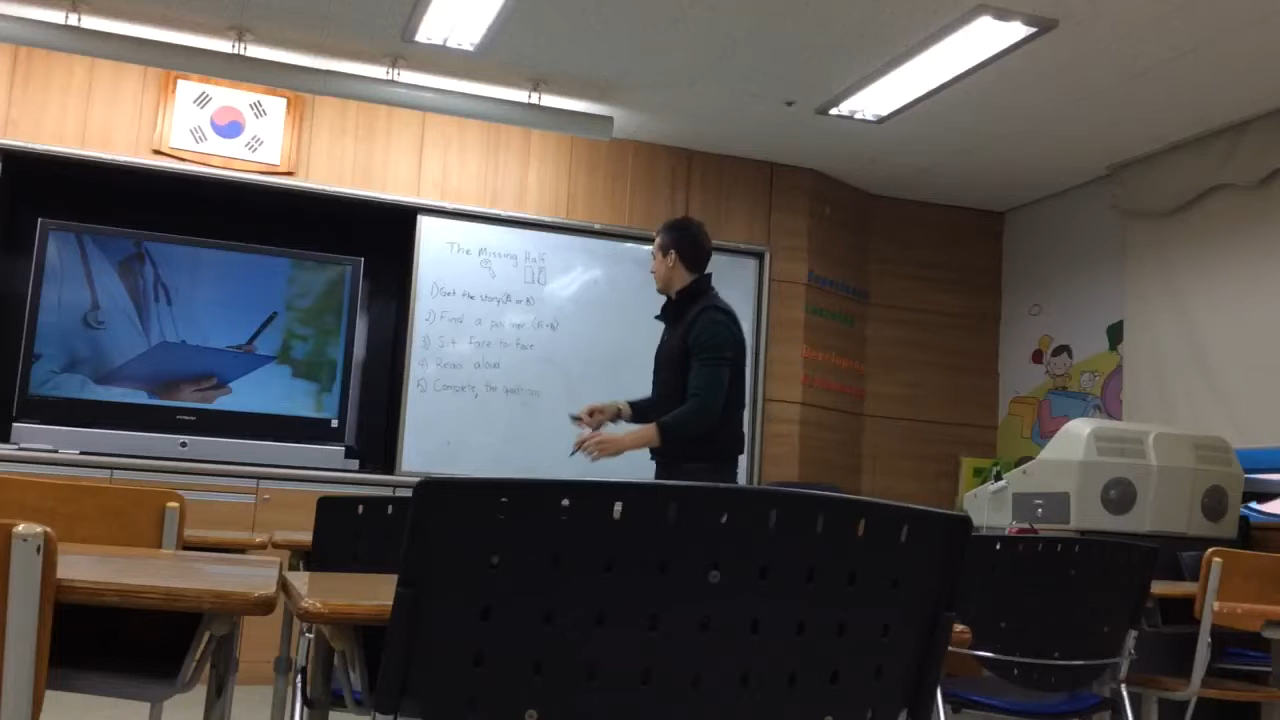 The Missing Half
1) Get the story (A or B)
2) Find a partner
3) Sit face-to-face
4) Read aloud
5) Complete the questions
Learning